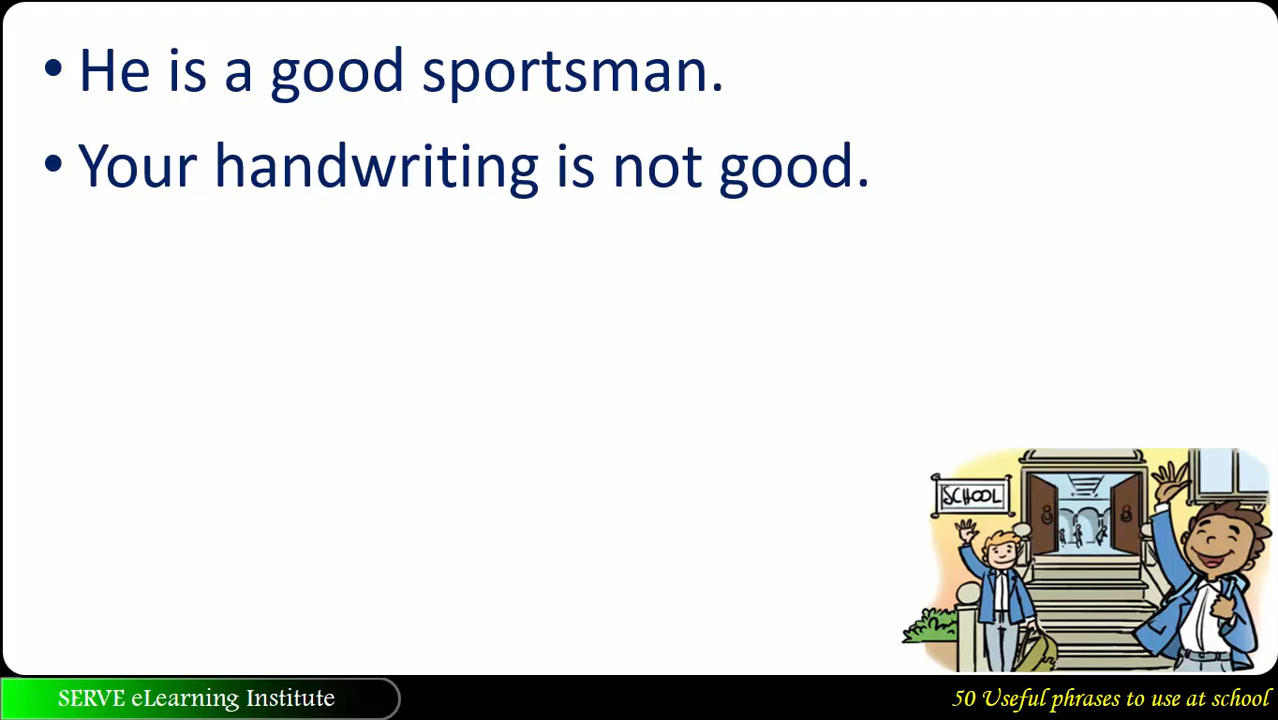 • He is a good sportsman.
• Your handwriting is not good.
SCHOOL
SERVE eLearning Institute
50 Useful phrases to use at school